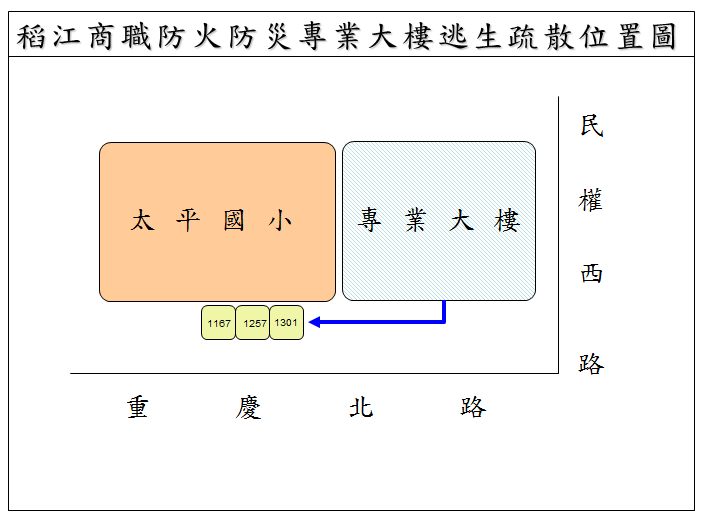 稻江商職防火防災專業大樓逃生疏散位置圖
民權西路
太平國小
專業大樓
1167 1257 1301
重慶北路